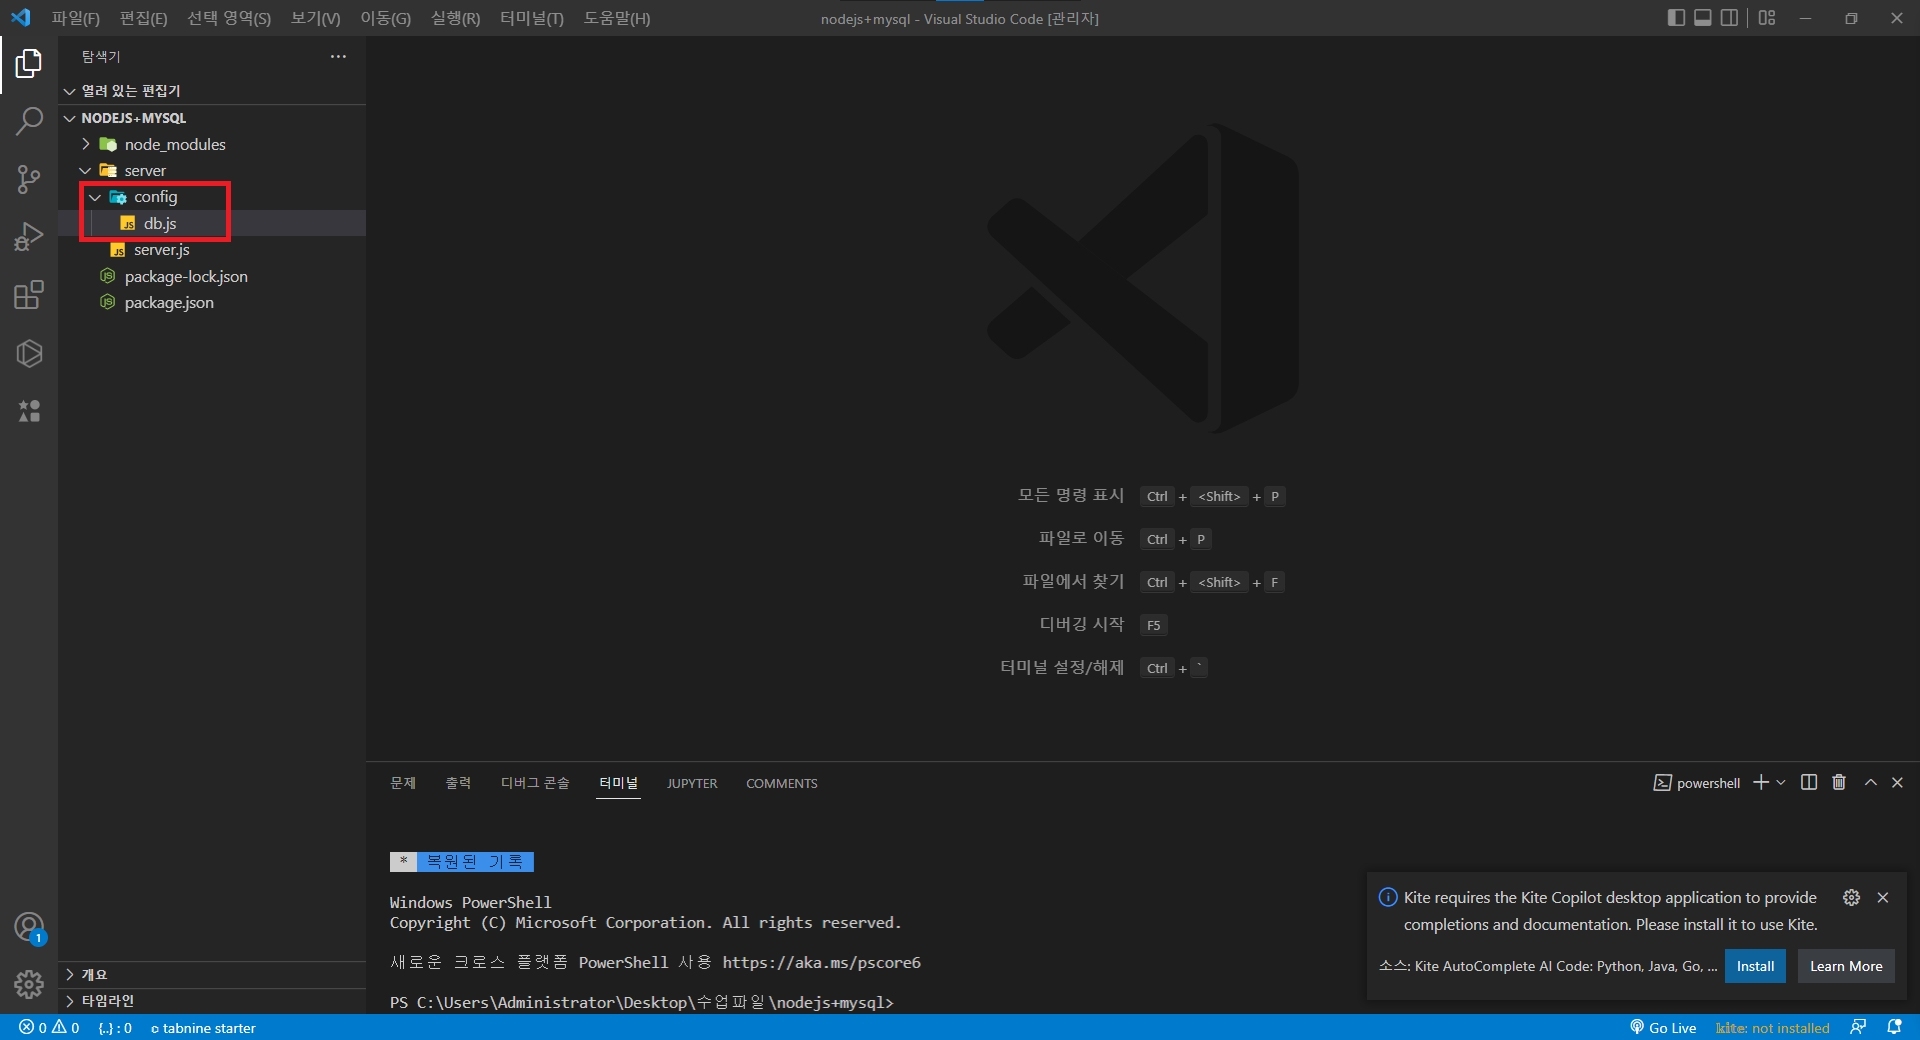 파일(F) 편집(E) 선택 영역(S) 보기(V) 이동(G) 실행(R) 터미널(T) 도움말(H)
nodejs+mysql - Visual Studio Code [관리자]
탐색기
열려 있는 편집기
NODEJS+MYSQL
node_modules
server
config
JS db.js
JS server.js
package-lock.json
package.json
모든 명령 표시 Ctrl + <Shift> + P
파일로 이동 Ctrl + P
파일에서 찾기 Ctrl + <Shift> + F
디버깅 시작 F5
터미널 설정/해제 Ctrl + `
문제 출력 디버그 콘솔 터미널 JUPYTER COMMENTS
powershell
* 복원된 기록
Windows PowerShell
Copyright (C) Microsoft Corporation. All rights reserved.
새로운 크로스 플랫폼 PowerShell 사용 https://aka.ms/pscore6
PS C:\Users\Administrator\Desktop\수업파일\nodejs+mysql>
Kite requires the Kite Copilot desktop application to provide
completions and documentation. Please install it to use Kite.
소스: Kite AutoComplete AI Code: Python, Java, Go, ...
Install
Learn More
1
개요
타임라인
0 0 {..} : 0 tabnine starter
Go Live kite: not installed